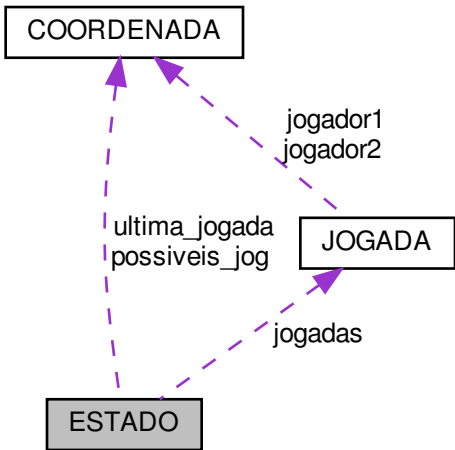 COORDENADA
jogador1
jogador2
ultima_jogada
possiveis_jog
JOGADA
jogadas
ESTADO